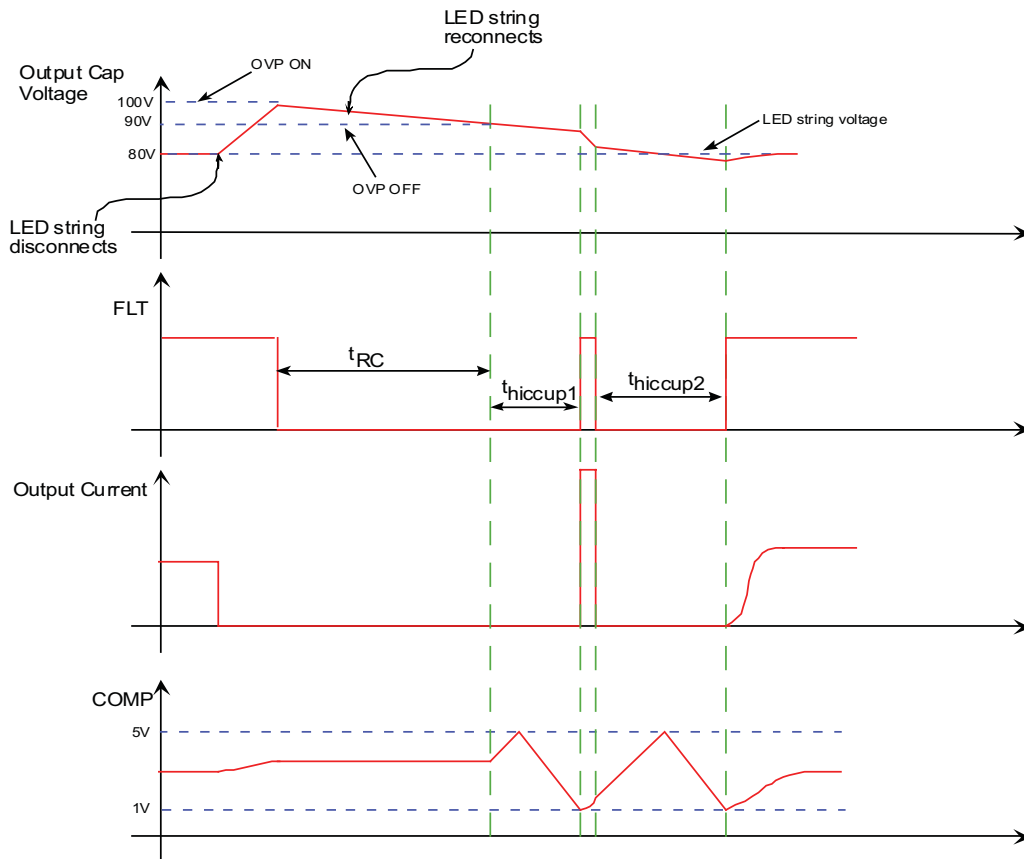 LED string
reconnects
OVP ON
Output Cap
Voltage
100V
90V
80V
LED string voltage
OVP OFF
LED string
disconnects
FLT
tRC
thiccup1
thiccup2
Output Current
COMP
5V
1V